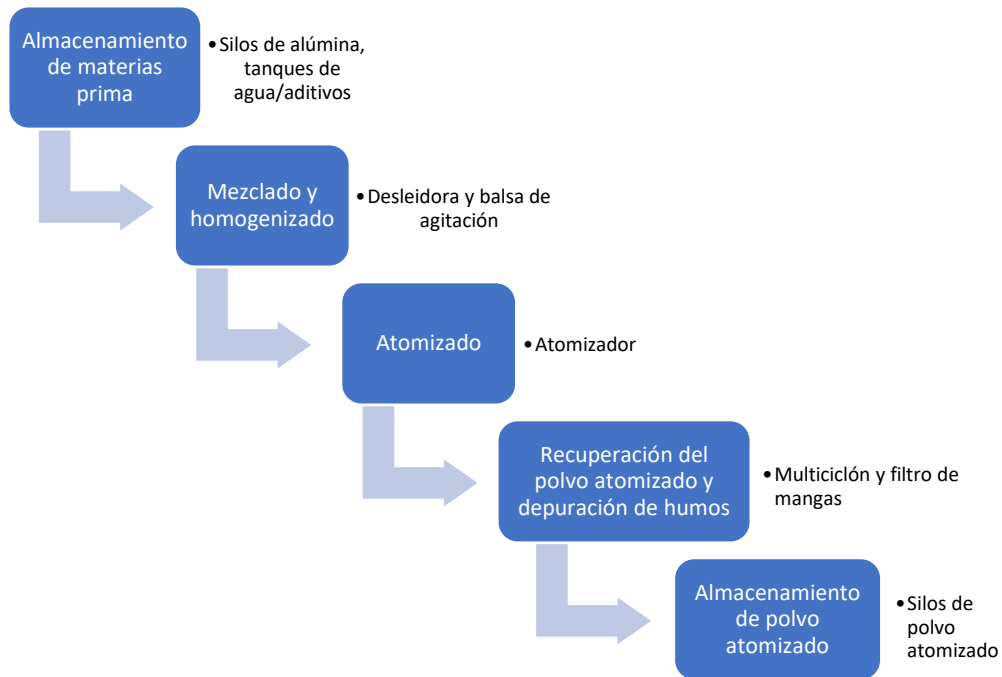 Almacenamiento
de materias
prima
•Silos de alúmina,
tanques de
agua/aditivos
Mezclado y
homogenizado
•Desleidora y balsa de
agitación
Atomizado
•Atomizador
Recuperación del
polvo atomizado y
depuración de humos
•Multiciclón y filtro de
mangas
Almacenamiento
de polvo
atomizado
•Silos de
polvo
atomizado